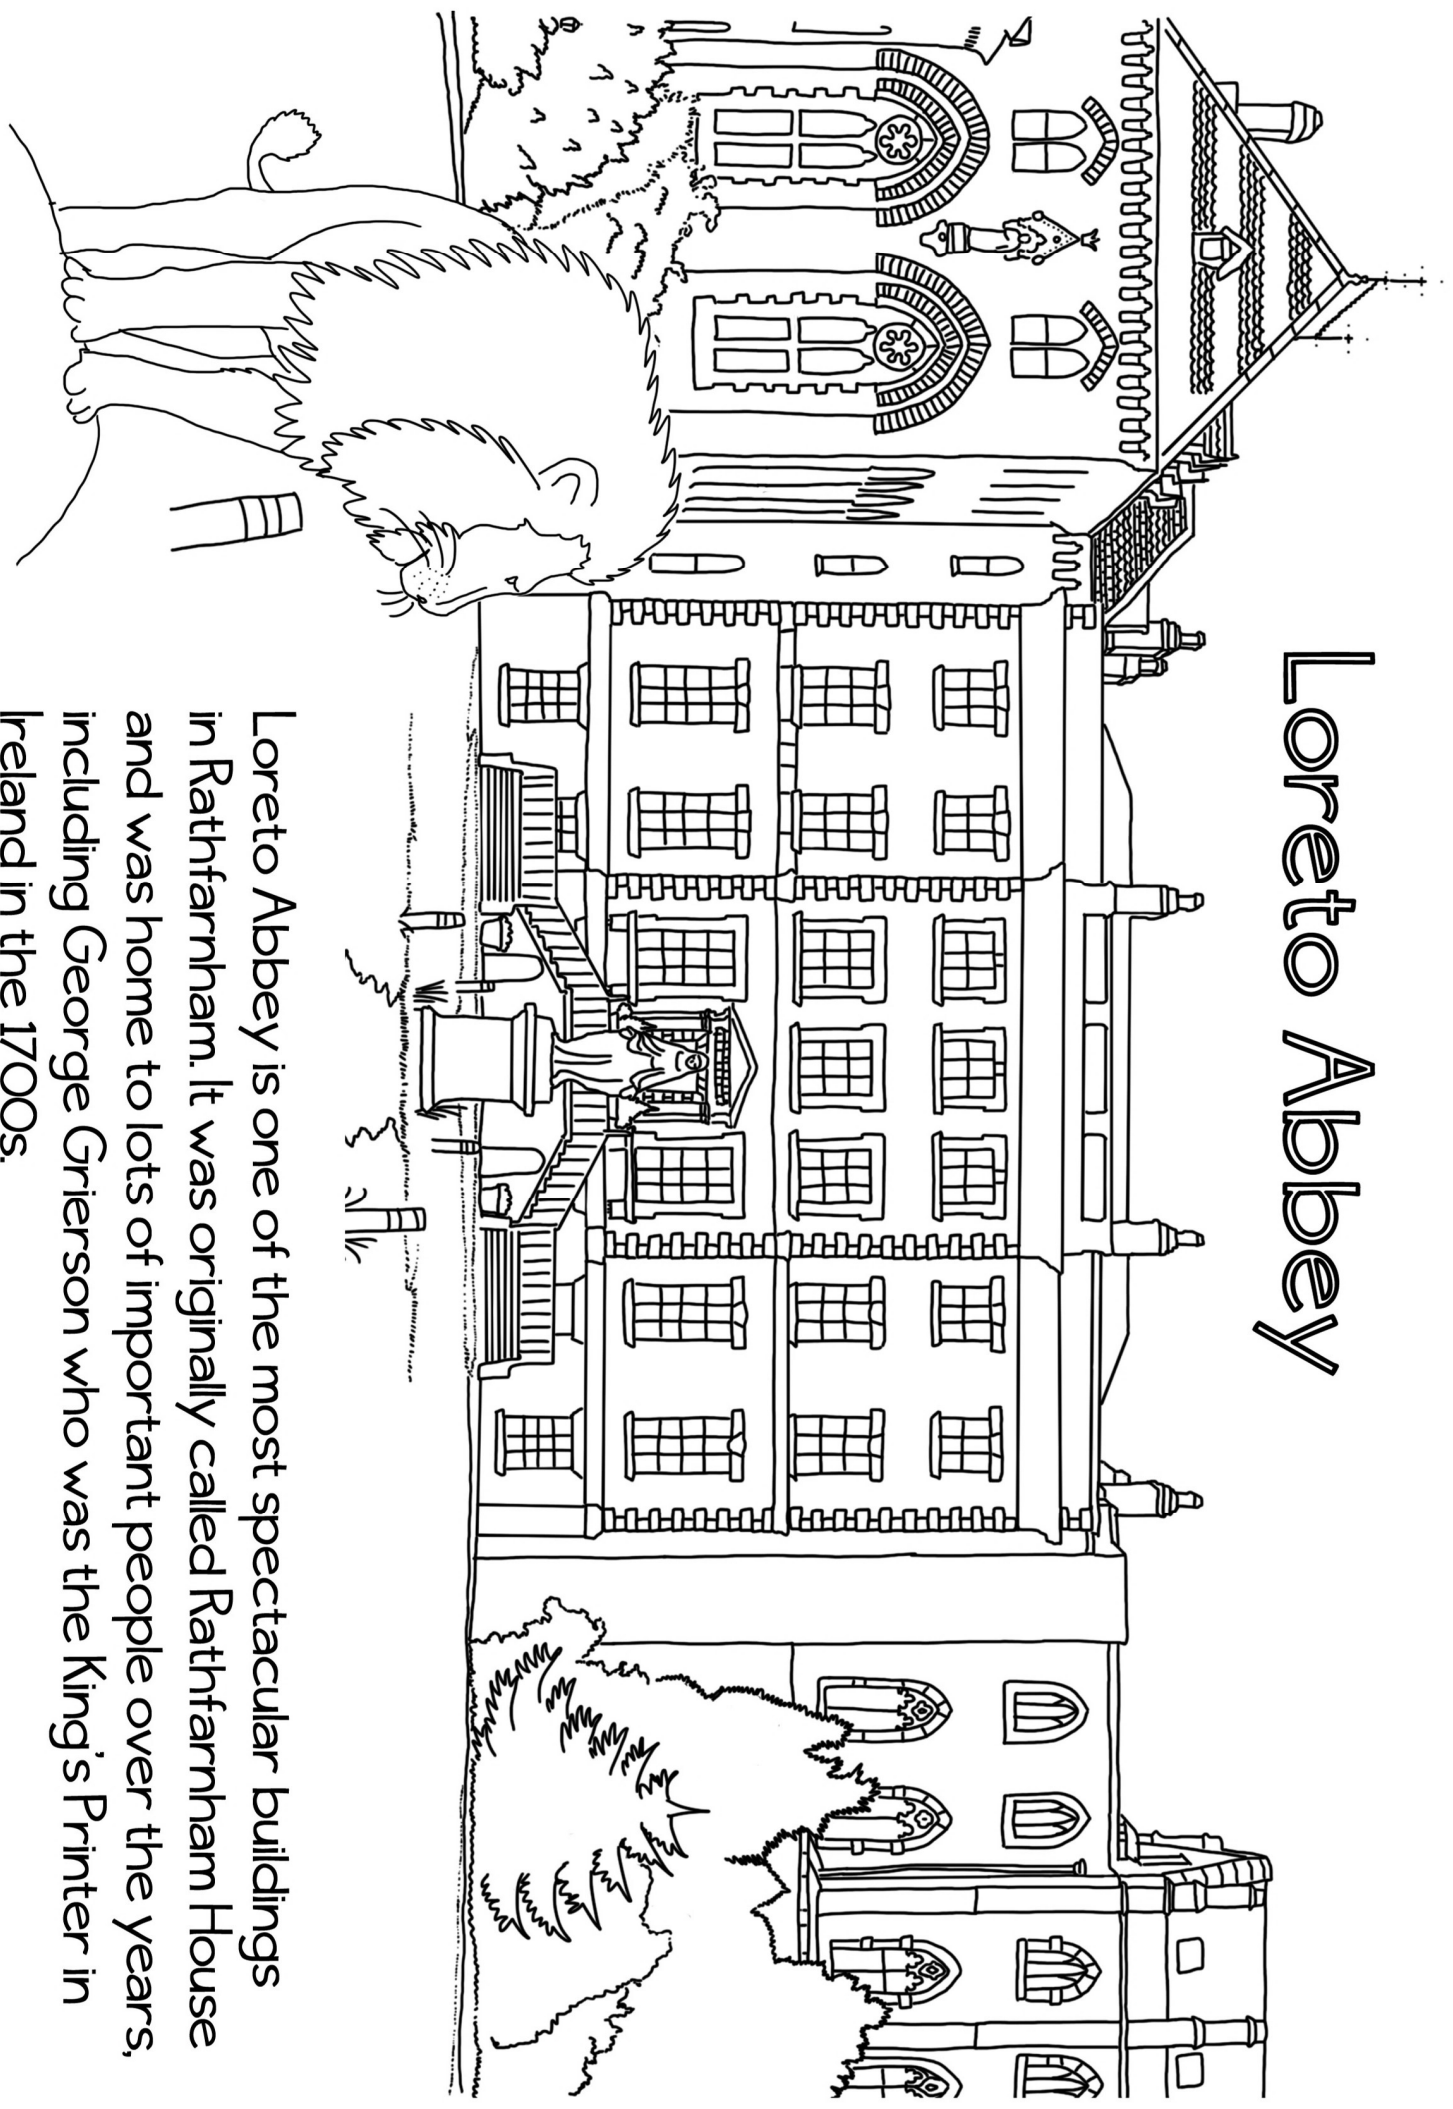 Loreto Abbey
Loreto Abbey is one of the most spectacular buildings
in Rathfarnham. It was originally called Rathfarnham House
and was home to lots of important people over the years,
including George Grierson who was the King's Printer in
Ireland in the 1700s.